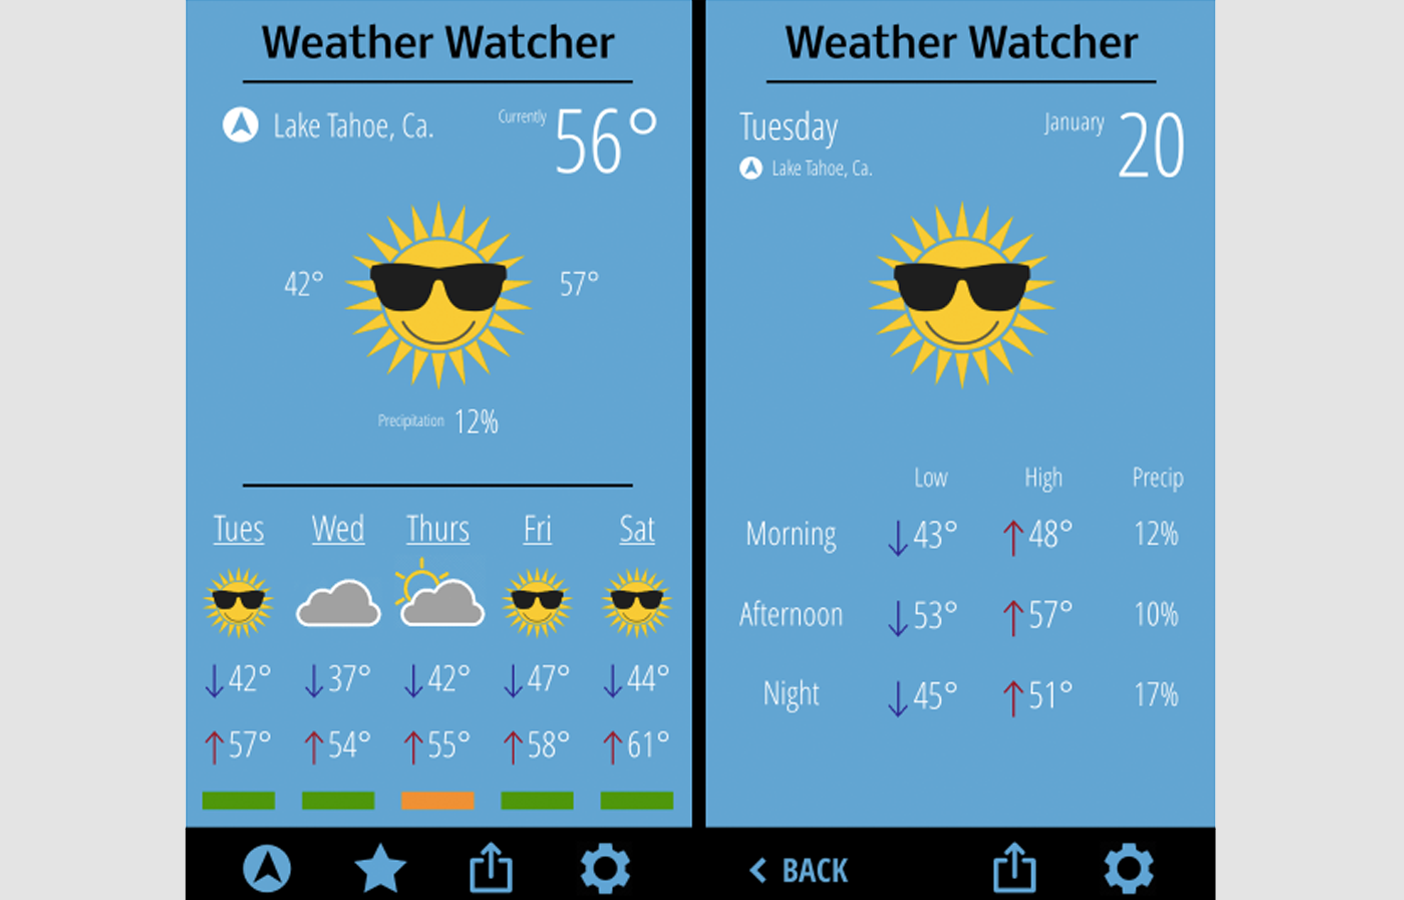 Weather Watcher
Lake Tahoe, Ca.
Currently 56°
42° 57°
Precipitation 12%
Tues Wed Thurs Fri Sat
42° 37° 42° 47° 44°
57° 54° 55° 58° 61°
Weather Watcher
Tuesday
January 20
Lake Tahoe, Ca.
Low High Precip
Morning 43° 48° 12%
Afternoon 53° 57° 10%
Night 45° 51° 17%
BACK